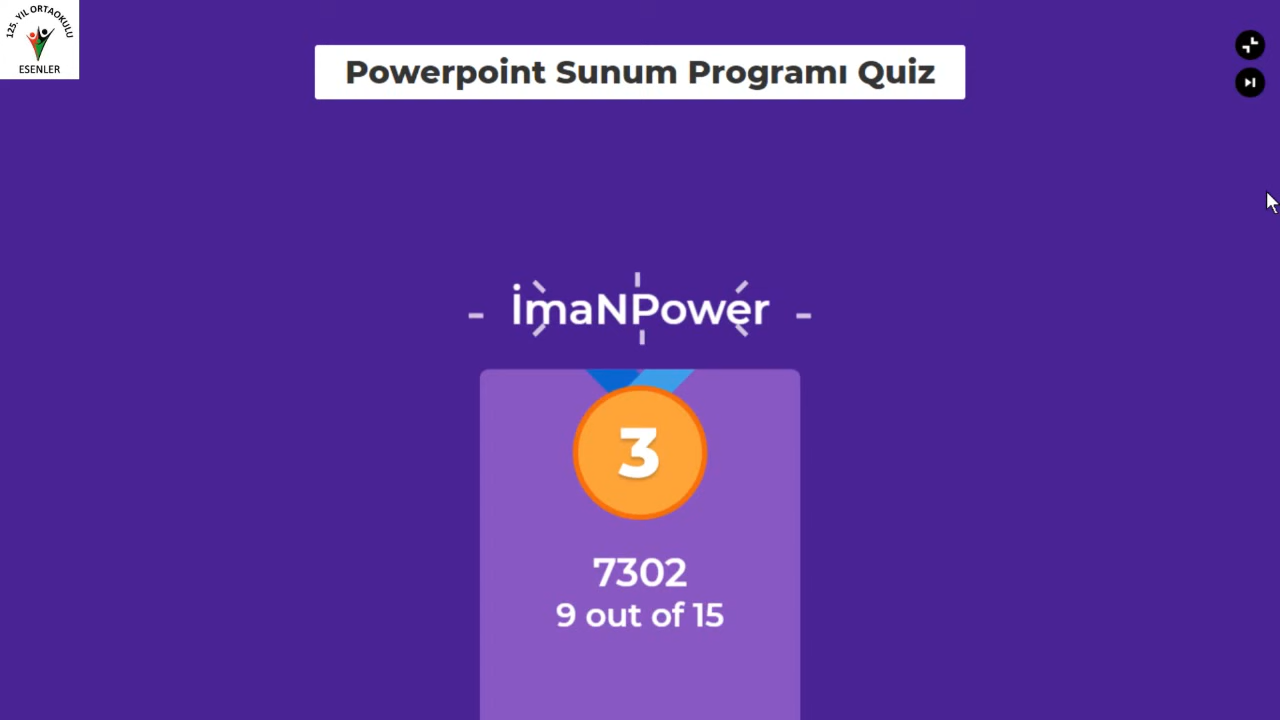 125. YIL ORTAOKULU
ESENLER
Powerpoint Sunum Programı Quiz
İmaNPower
3
7302
9 out of 15